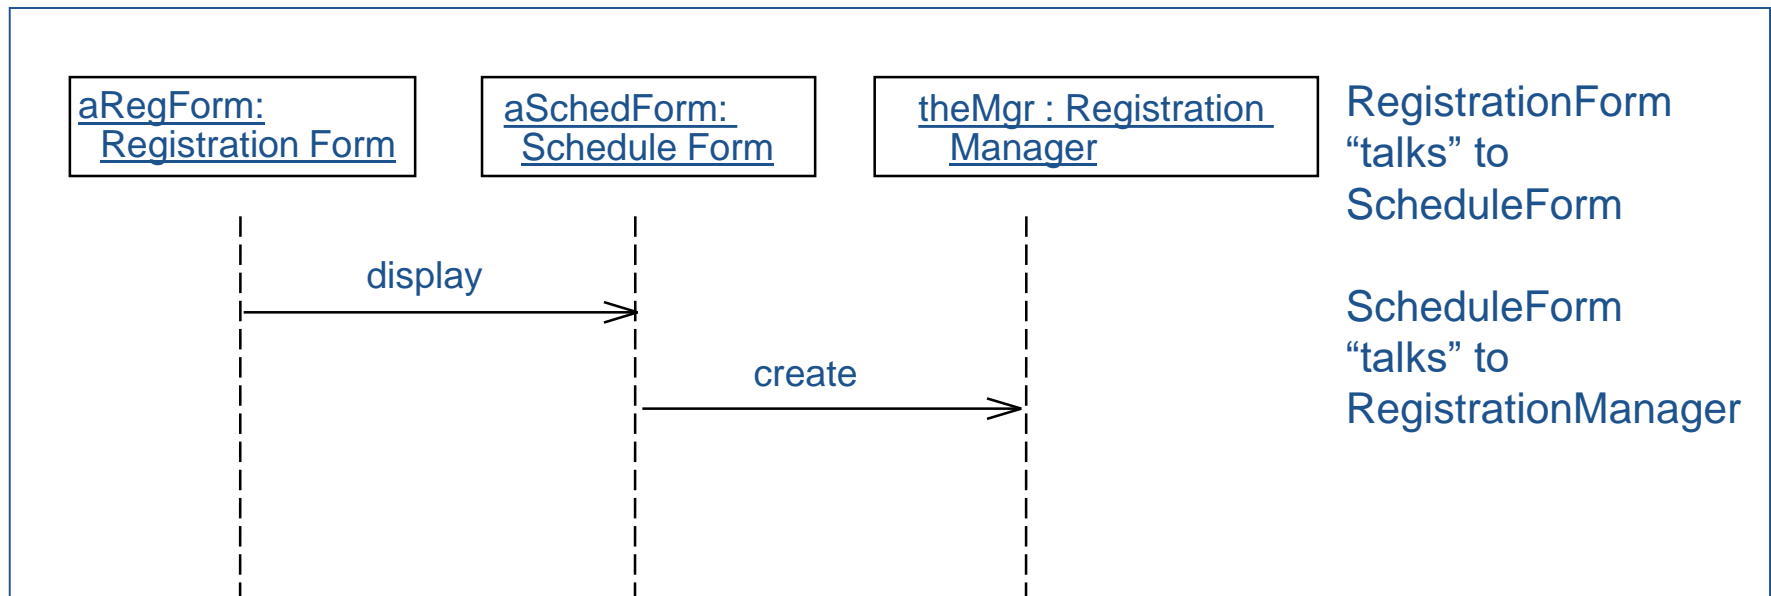 aRegForm:
Registration Form
aSchedForm:
Schedule Form
theMgr : Registration
Manager
RegistrationForm
“talks” to
ScheduleForm
display
ScheduleForm
“talks” to
RegistrationManager
create